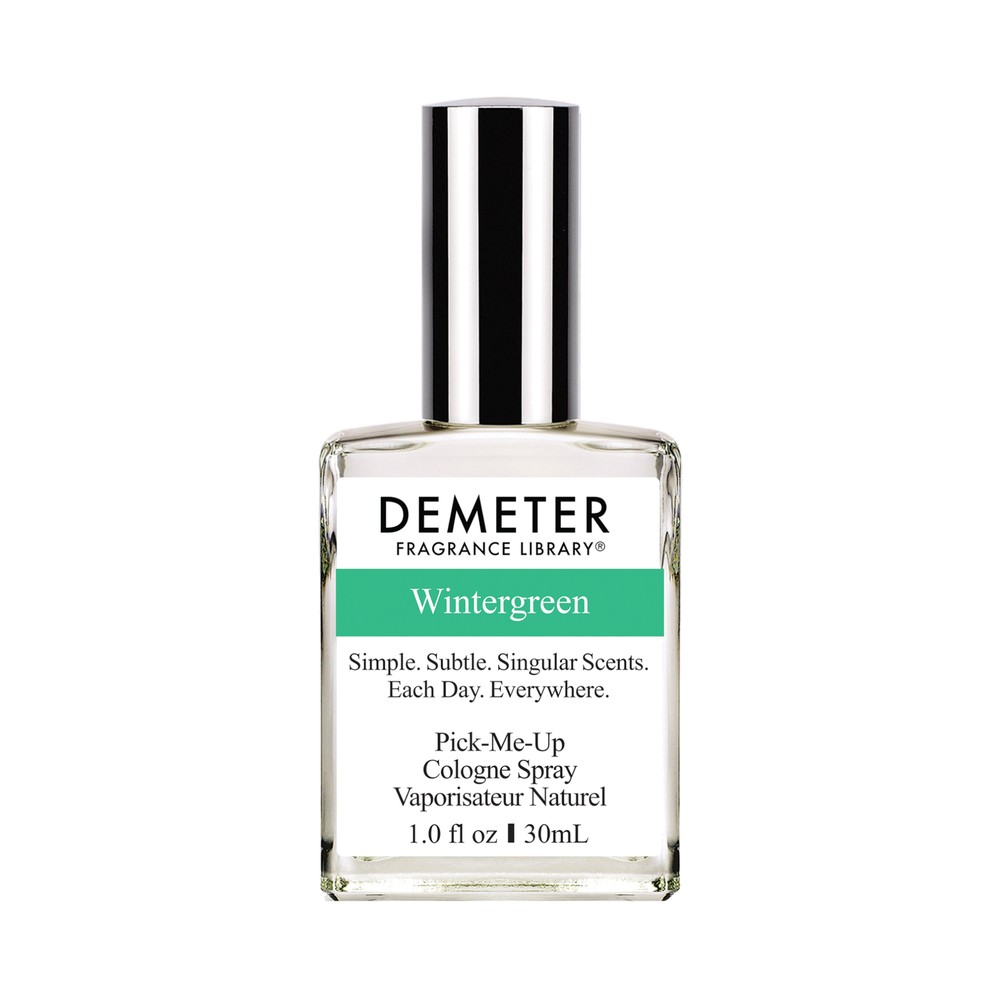 DEMETER
FRAGRANCE LIBRARY®
Wintergreen
Simple. Subtle. Singular Scents.
Each Day. Everywhere.
Pick-Me-Up
Cologne Spray
Vaporisateur Naturel
1.0 fl oz ❚ 30mL